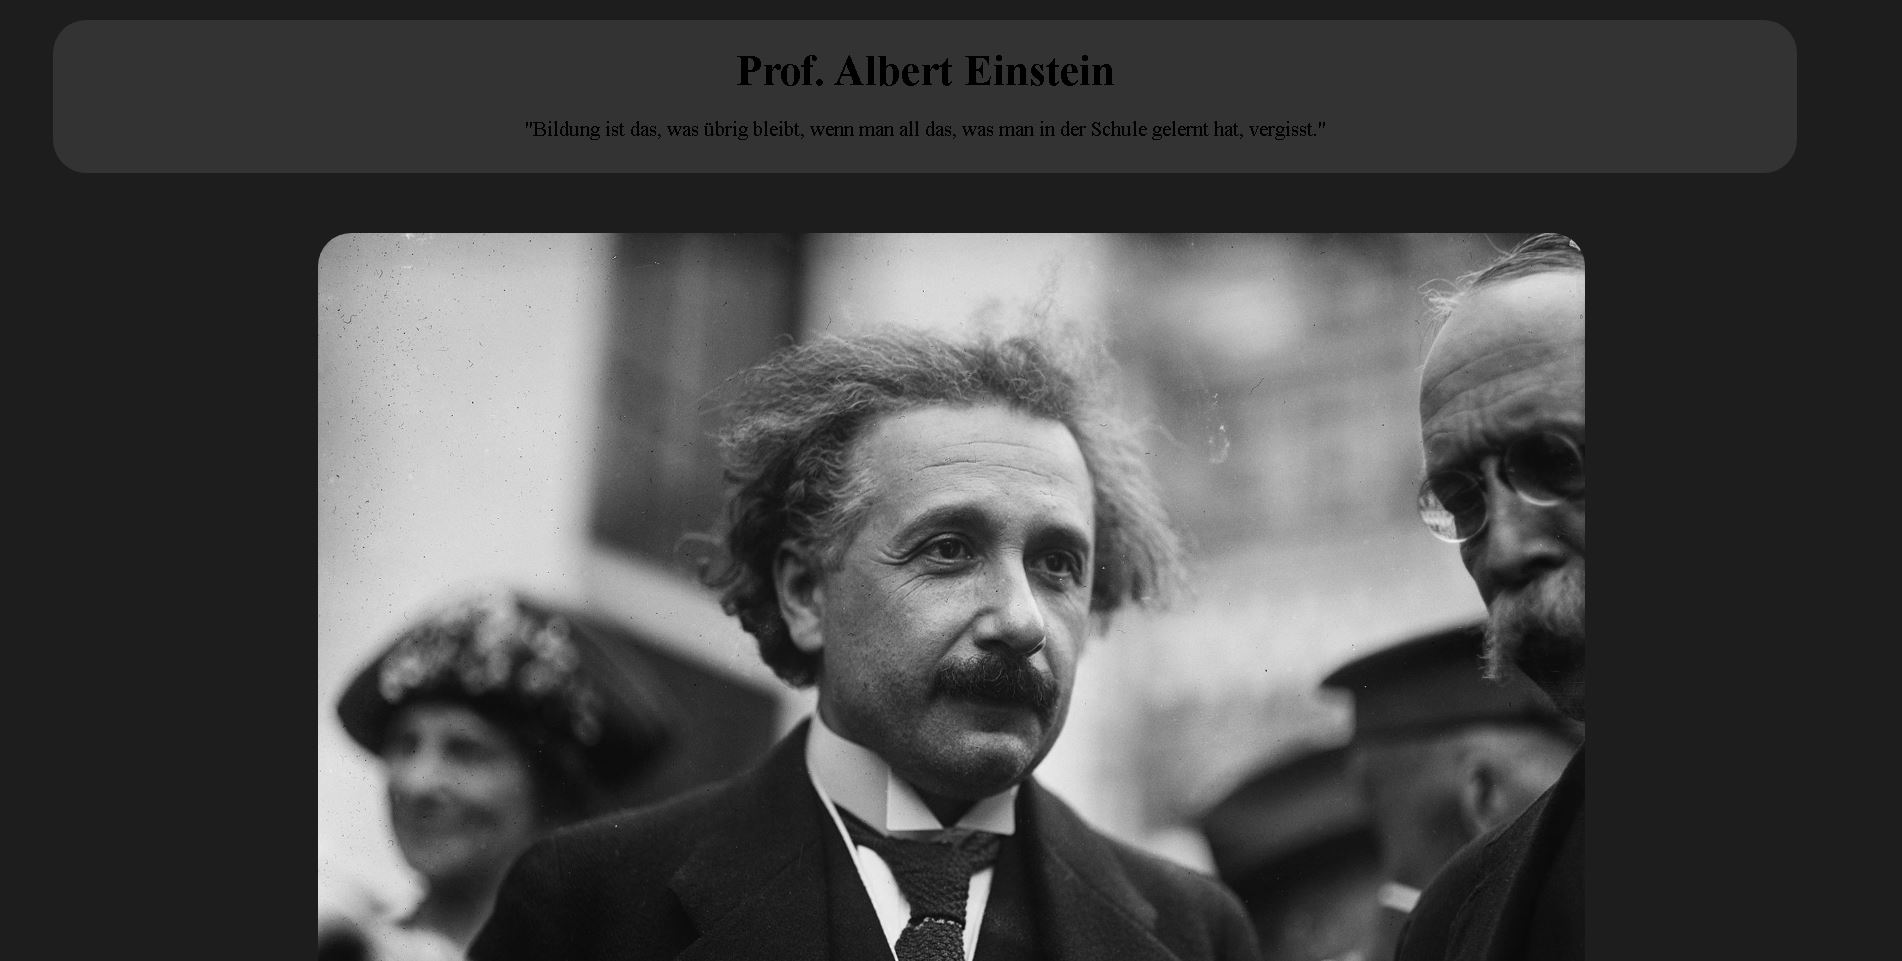 Prof. Albert Einstein
"Bildung ist das, was übrig bleibt, wenn man all das, was man in der Schule gelernt hat, vergisst."